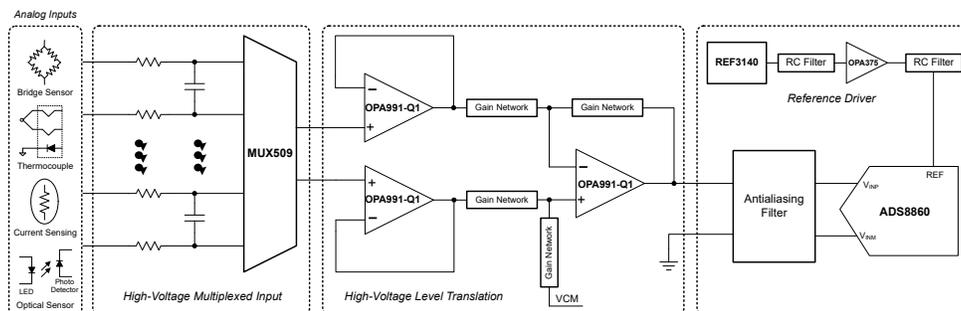 Analog Inputs
Bridge Sensor
Thermocouple
Current Sensing
LED
Photo
Detector
Optical Sensor
MUX509
High-Voltage Multiplexed Input
OPA991-Q1
Gain Network
Gain Network
OPA991-Q1
OPA991-Q1
Gain Network
Gain Network
VCM
High-Voltage Level Translation
REF3140
RC Filter
OPA375
RC Filter
Reference Driver
Antialiasing
Filter
REF
VINP
ADS8860
VINM